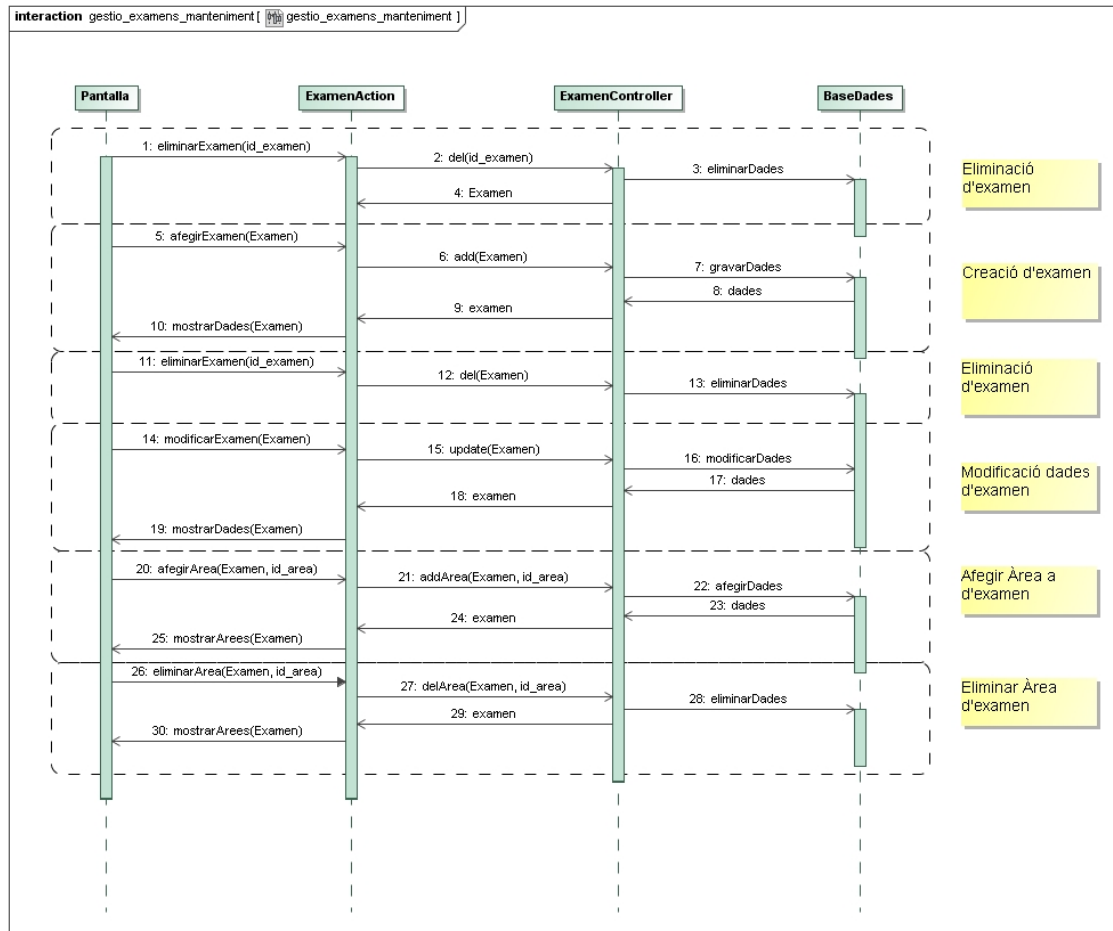 interaction gestio_examens_manteniment [ gestio_examens_manteniment ]
Pantalla
ExamenAction
ExamenController
BaseDades
1: eliminarExamen(id_examen)
2: del(id_examen)
3: eliminarDades
4: Examen
Eliminació
d'examen
5: afegirExamen(Examen)
6: add(Examen)
7: gravarDades
8: dades
9: examen
10: mostrarDades(Examen)
Creació d'examen
11: eliminarExamen(id_examen)
12: del(Examen)
13: eliminarDades
Eliminació
d'examen
14: modificarExamen(Examen)
15: update(Examen)
16: modificarDades
17: dades
18: examen
19: mostrarDades(Examen)
Modificació dades
d'examen
20: afegirArea(Examen, id_area)
21: addArea(Examen, id_area)
22: afegirDades
23: dades
24: examen
25: mostrarArees(Examen)
Afegir Àrea a
d'examen
26: eliminarArea(Examen, id_area)
27: delArea(Examen, id_area)
28: eliminarDades
29: examen
30: mostrarArees(Examen)
Eliminar Àrea
d'examen